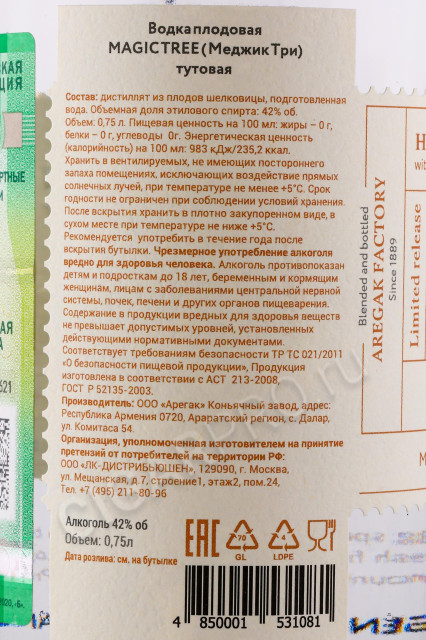 Водка плодовая
MAGIC TREE (Меджик Три)
тутовая
Состав: дистиллят из плодов шелковицы, подготовленная
вода. Объемная доля этилового спирта: 42% об.
Объем: 0,75 л. Пищевая ценность на 100 мл: жиры – 0 г,
белки – 0 г, углеводы 0г. Энергетическая ценность
(калорийность) на 100 мл: 983 кДж/235,2 ккал.
Хранить в вентилируемых, не имеющих постороннего
запаха помещениях, исключающих воздействие прямых
солнечных лучей, при температуре не менее +5°С. Срок
годности не ограничен при соблюдении условий хранения.
После вскрытия хранить в плотно закупоренном виде, в
сухом месте при температуре не ниже +5°С.
Рекомендуется употребить в течение года после
вскрытия бутылки. Чрезмерное употребление алкоголя
вредно для здоровья человека. Алкоголь противопоказан
детям и подросткам до 18 лет, беременным и кормящим
женщинам, лицам с заболеваниями центральной нервной
системы, почек, печени и других органов пищеварения.
Содержание в продукции вредных для здоровья веществ
не превышает допустимых уровней, установленных
действующими нормативными документами.
Соответствует требованиям безопасности ТР ТС 021/2011
«О безопасности пищевой продукции», Продукция
изготовлена в соответствии с АСТ 213-2008,
ГОСТ Р 52135-2003.
Производитель: ООО «Арегак» Коньячный завод, адрес:
Республика Армения 0720, Араратский регион, с. Далар,
ул. Комитаса 54.
Организация, уполномоченная изготовителем на принятие
претензий от потребителей на территории РФ:
ООО «ЛК-ДИСТРИБЬЮШЕН», 129090, г. Москва,
ул. Мещанская, д.7, строение1, этаж2, пом.24,
Тел. +7 (495) 211-80-96
Алкоголь 42% об
Объем: 0,75л
Дата розлива: см. на бутылке
EAC
70
GL
4
LDPE
4 850001 531081
Blended and bottled
AREGAK FACTORY
Since 1889
Limited release